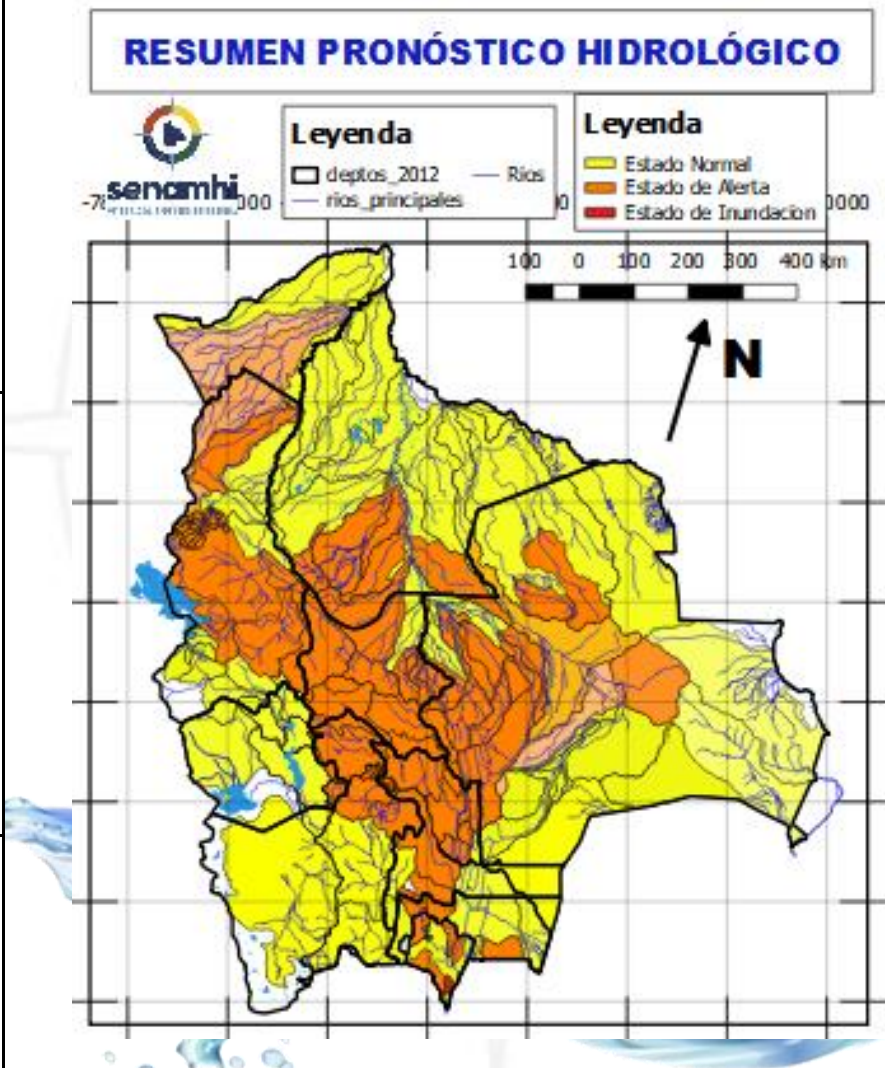 RESUMEN PRONÓSTICO HIDROLÓGICO
senamhi
Leyenda
deptos_2012
Rios
rios_principales
Leyenda
Estado Normal
Estado de Alerta
Estado de Inundacion
100 0 100 200 300 400 km
N